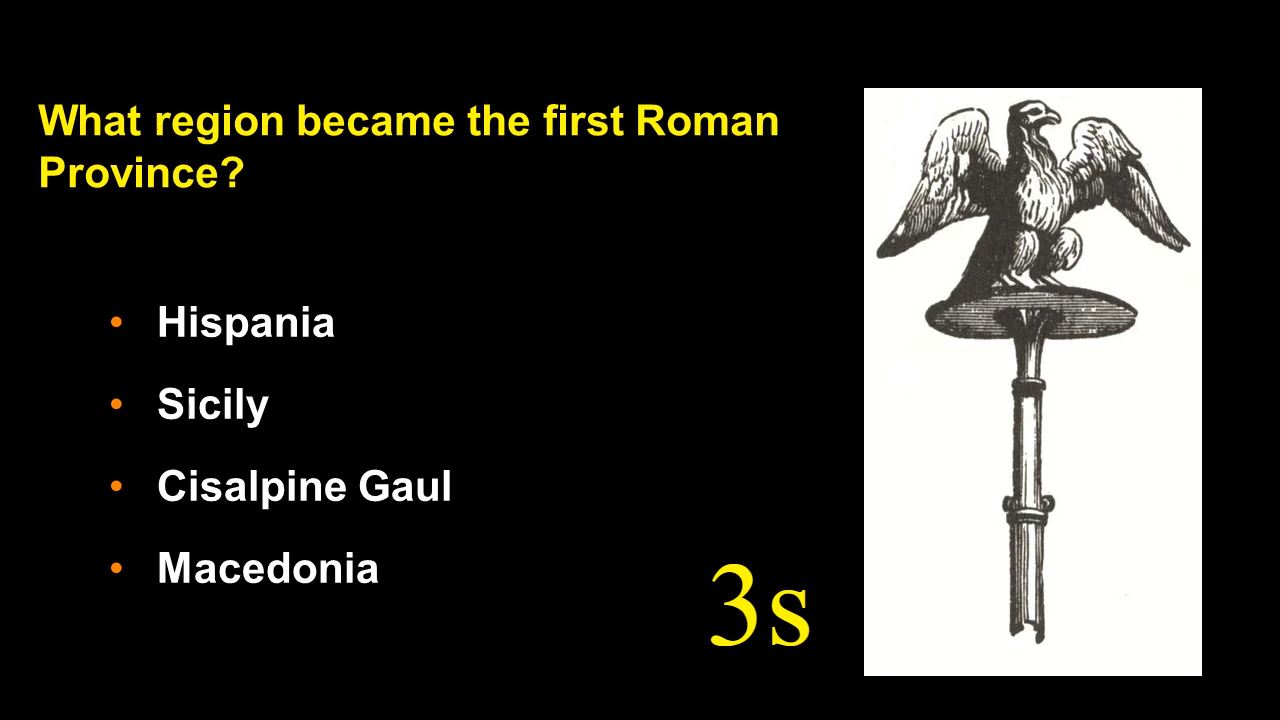 What region became the first Roman
Province?
• Hispania
• Sicily
• Cisalpine Gaul
• Macedonia
3s